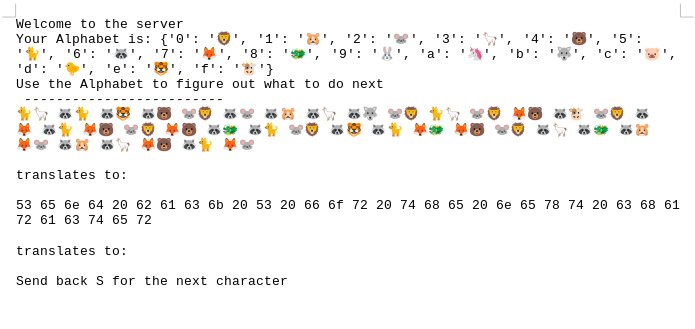 Welcome to the server
Your Alphabet is: {'0': '🦁', '1': '🐹', '2': '🐭', '3': '🦙', '4': '🐻', '5':
'🐈', '6': '🦝', '7': '🦊', '8': '🐲', '9': '🐰', 'a': '🦄', 'b': '🐺', 'c': '🐷',
'd': '🐤', 'e': '🐯', 'f': '🐮'}
Use the Alphabet to figure out what to do next
--------------------------
🐈🦙 🦝🐈 🦝🐯 🦝🐻 🐭🦁 🦝🐭 🦝🐹 🦝🦙 🦝🐺 🐭🦁 🐈🦙 🐭🦁 🦊🐻 🦝🐮 🐭🦁 🦝
🦊 🦝🐈 🦊🐻 🐭🦁 🦊🐻 🦝🐲 🦝🐈 🐭🦁 🦝🐯 🦝🐈 🦊🐲 🦊🐻 🐭🦁 🦝🦙 🦝🐲 🦝🐹
🦊🐭 🦝🐹 🦝🦙 🦊🐻 🦝🐈 🦊🐭
translates to:
53 65 6e 64 20 62 61 63 6b 20 53 20 66 6f 72 20 74 68 65 20 6e 65 78 74 20 63 68 61
72 61 63 74 65 72
translates to:
Send back S for the next character